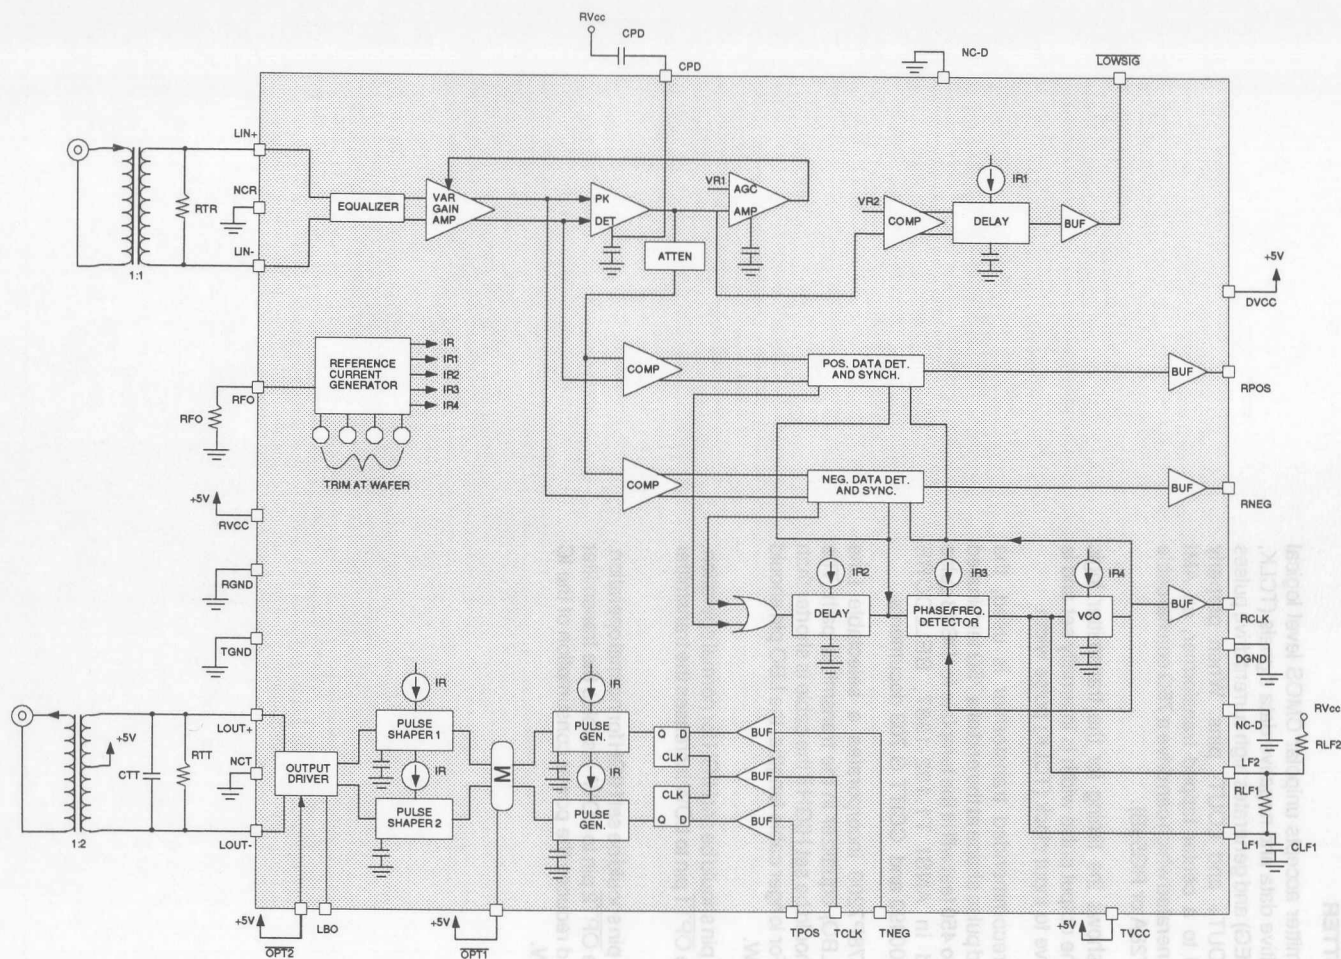 RVcc
CPD
CPD
NC-D
LOWSIG
LIN+
NCR
LIN-
RTR
1:1
EQUALIZER
VAR
GAIN
AMP
PK
DET
ATTEN
VR1
AGC
AMP
VR2
COMP
IR1
DELAY
BUF
+5V
DVCC
REFERENCE
CURRENT
GENERATOR
IR
IR1
IR2
IR3
IR4
RFO
RFO
TRIM AT WAFER
COMP
POS. DATA DET.
AND SYNCH.
BUF
RPOS
COMP
NEG. DATA DET.
AND SYNC.
BUF
RNEG
+5V
RVCC
RGND
TGND
IR2
DELAY
IR3
PHASE/FREQ.
DETECTOR
IR4
VCO
BUF
RCLK
DGND
NC-D
RVcc
LF2
RLF2
RLF1
LF1
CLF1
LOUT+
NCT
LOUT-
+5V
CTT
RTT
1:2
OUTPUT
DRIVER
IR
PULSE
SHAPER 1
IR
PULSE
SHAPER 2
M
IR
PULSE
GEN.
IR
PULSE
GEN.
Q D
CLK
CLK
Q D
BUF
BUF
BUF
+5V
OPT2
LBO
+5V
OPT1
TPOS
TCLK
TNEG
+5V
TVCC